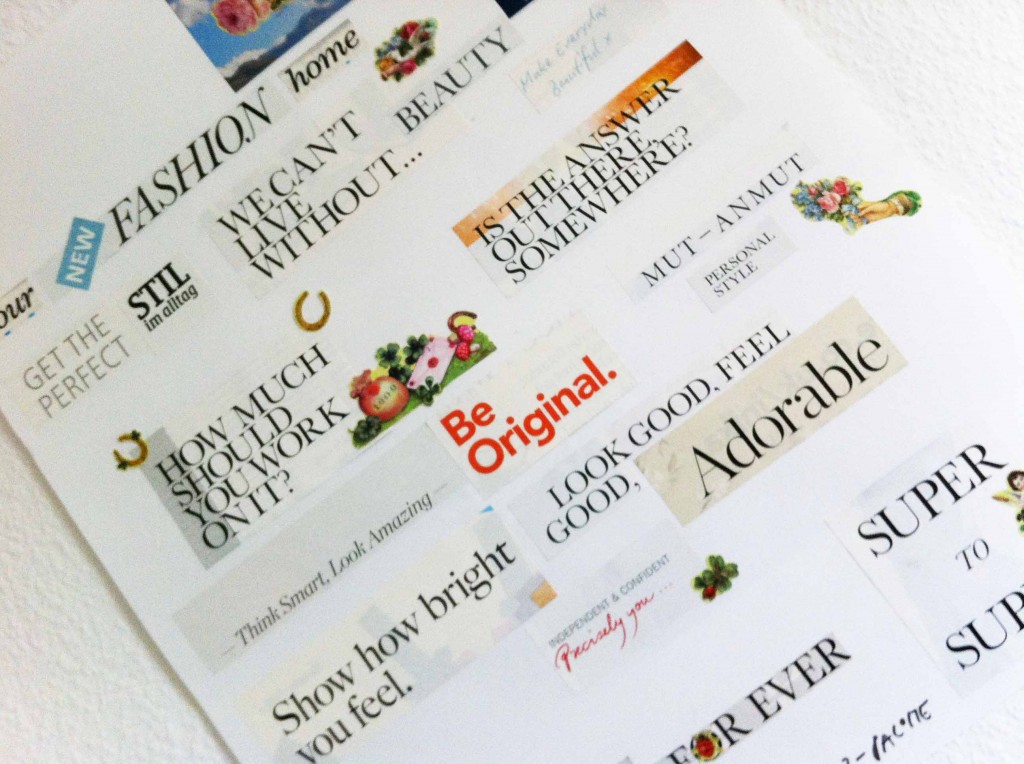 home
FASHION
NEW
our
BEAUTY
WE CAN'T
LIVE
WITHOUT...
Make Everyday
Beautiful x
IS THE ANSWER
OUT THERE,
SOMEWHERE?
MUT – ANMUT
PERSONAL
STYLE
STIL
im alltag
GET THE
PERFECT
HOW MUCH
SHOULD
YOU WORK
ON IT?
1900
Be
Original.
LOOK GOOD, FEEL
GOOD,
Adorable
— Think Smart, Look Amazing —
Show how bright
you feel.
INDEPENDENT & CONFIDENT
Precisely you ...
SUPER
TO
SUP
FOR EVER